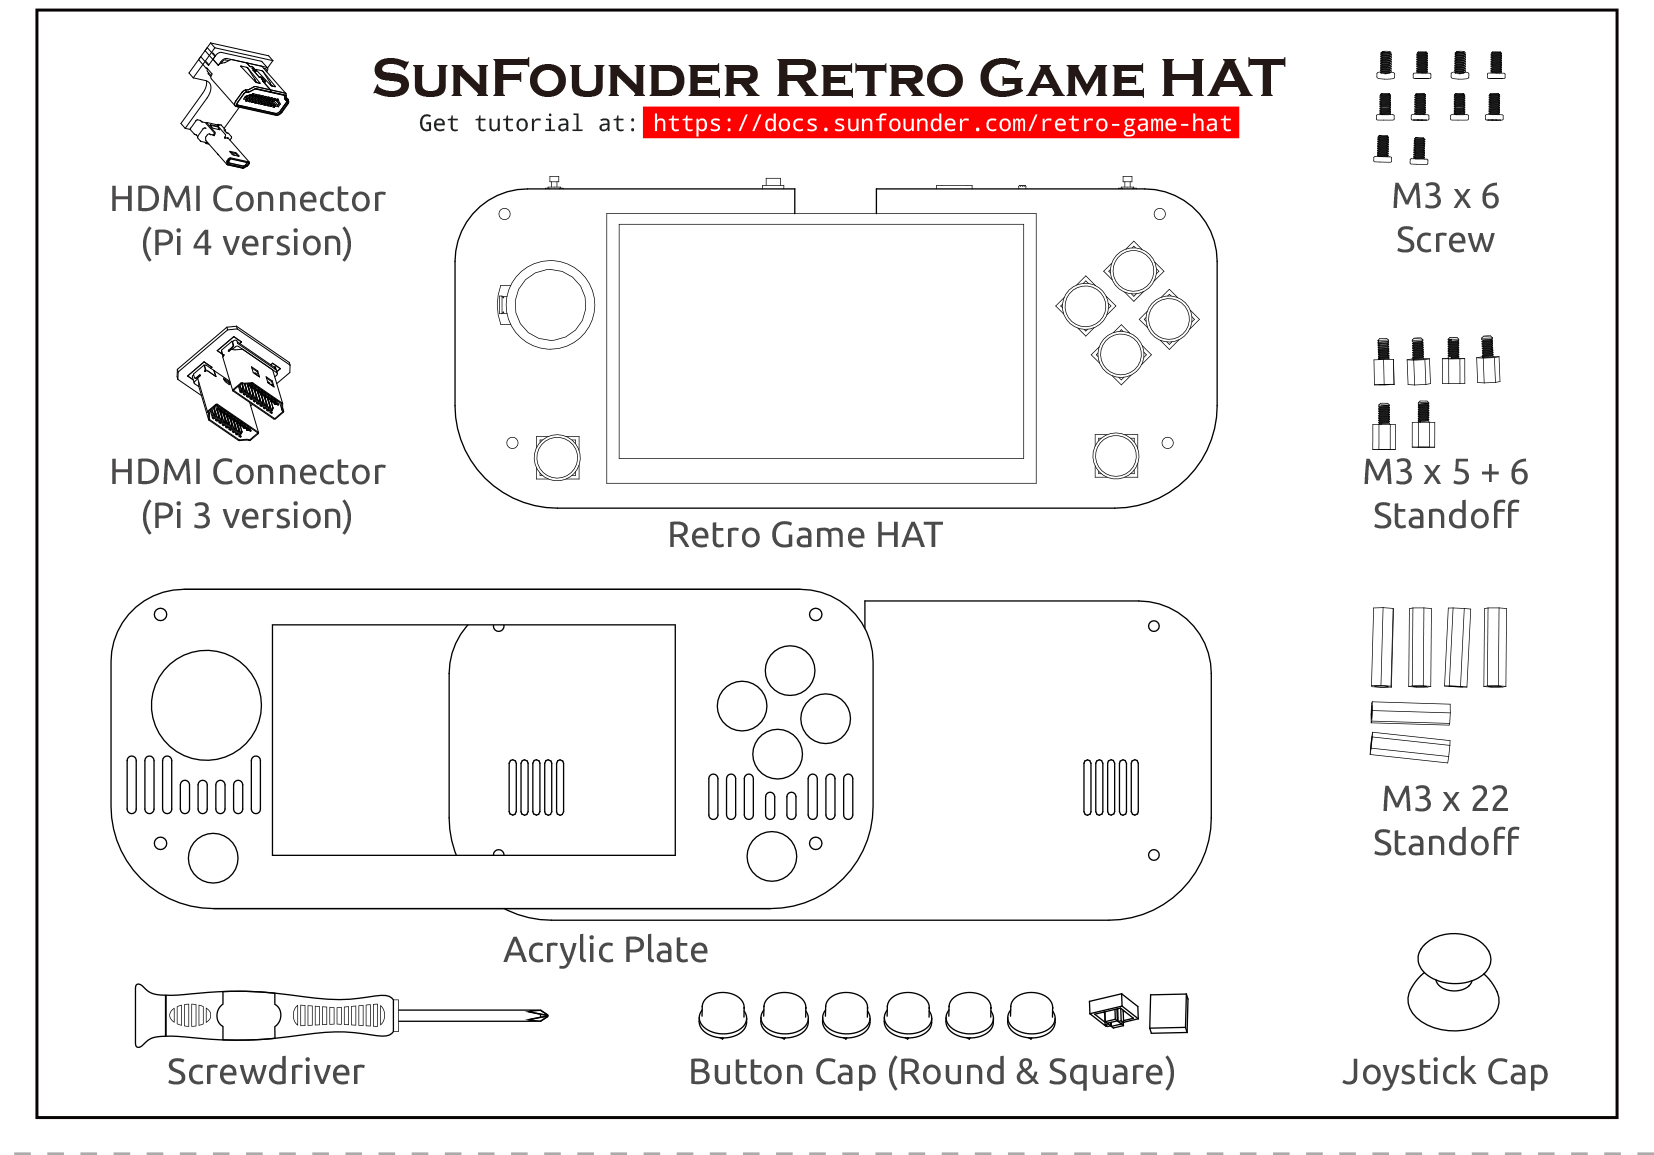 SunFounder Retro Game HAT
Get tutorial at: https://docs.sunfounder.com/retro-game-hat
HDMI Connector
(Pi 4 version)
M3 x 6
Screw
HDMI Connector
(Pi 3 version)
Retro Game HAT
M3 x 5 + 6
Standoff
M3 x 22
Standoff
Acrylic Plate
Screwdriver
Button Cap (Round & Square)
Joystick Cap